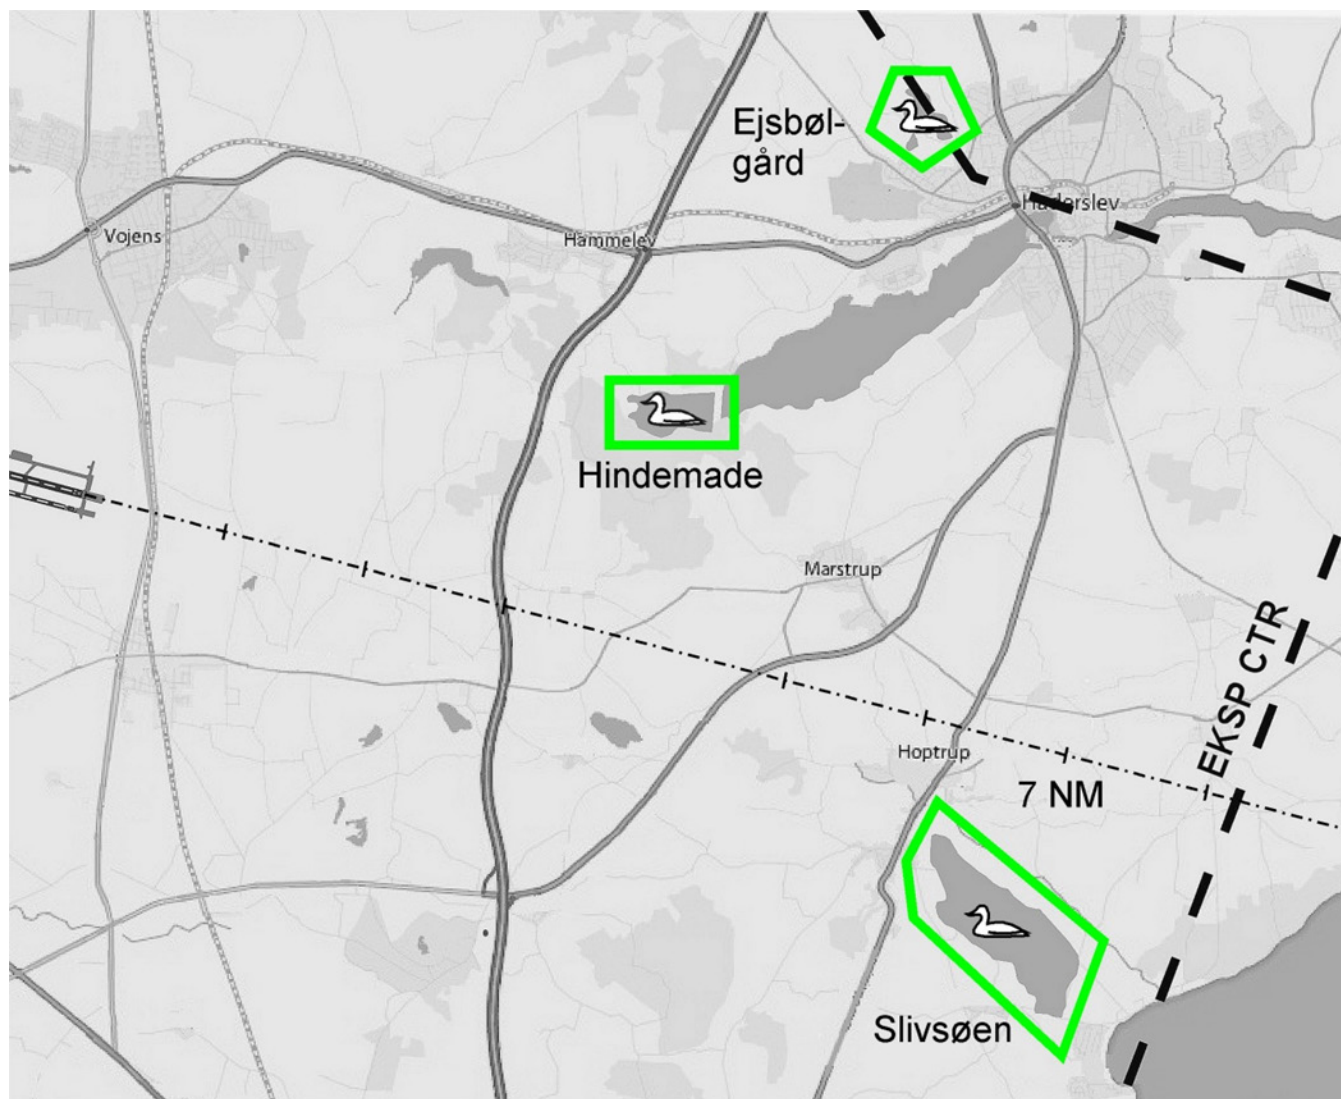 Ejsbøl-
gård
Haderslev
Vojens
Hammelev
Hindemade
Marstrup
EKSP CTR
Hoptrup
7 NM
Slivsøen